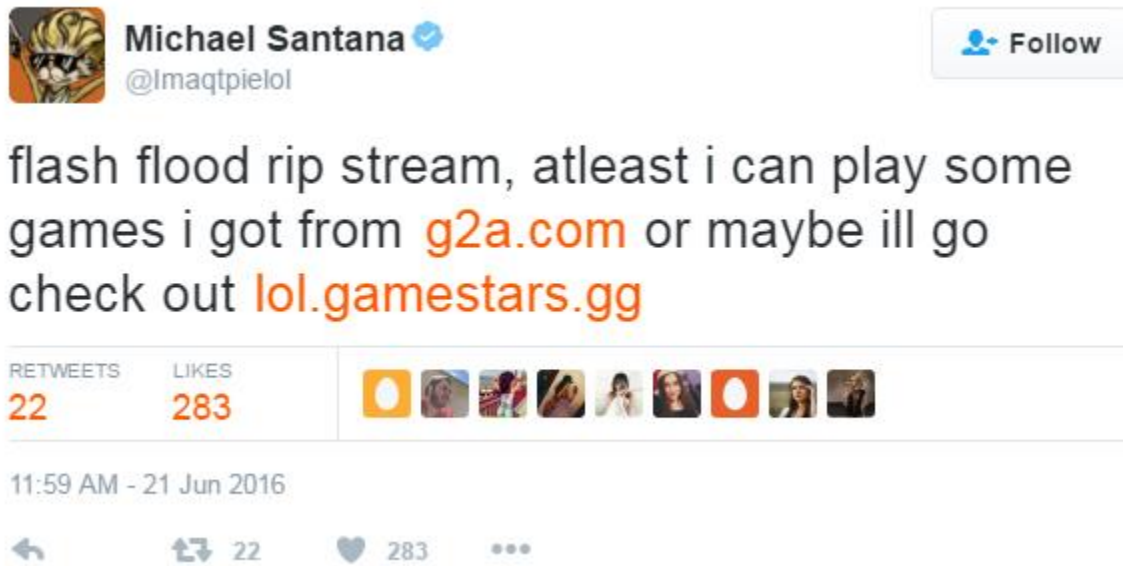 Michael Santana
@Imaqtpielol
Follow
flash flood rip stream, atleast i can play some
games i got from g2a.com or maybe ill go
check out lol.gamestars.gg
RETWEETS LIKES
22 283
11:59 AM - 21 Jun 2016
22 283